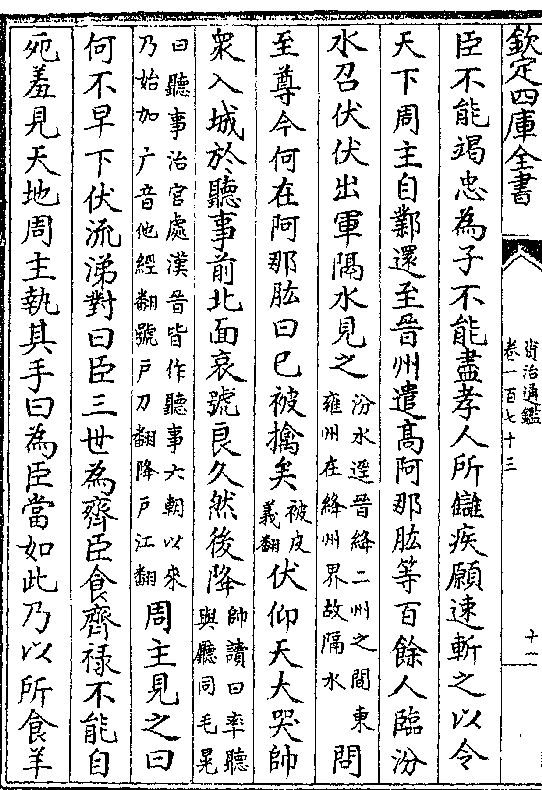 欽定四庫全書
資治通鑑
卷一百七十三
十一
臣不能竭忠為子不能盡孝人所讎疾願速斬之以令
天下周主自鄴還至晉州遣髙阿那肱等百餘人臨汾
水召伏伏出軍隔水見之
汾水逕晉絳二州之間東
雍州在絳州界故隔水
問
至尊今何在阿那肱曰已被擒矣
被皮
義翻
伏仰天大哭帥
衆入城於聽事前北面哀號良久然後降
帥讀曰率聽
與廳同毛晃
曰聽事治官處漢晉皆作聽事六朝以來
乃始加广音他經翻號戸刀翻降戸江翻
周主見之曰
何不早下伏流涕對曰臣三世為齊臣食齊禄不能自
死羞見天地周主執其手曰為臣當如此乃以所食羊